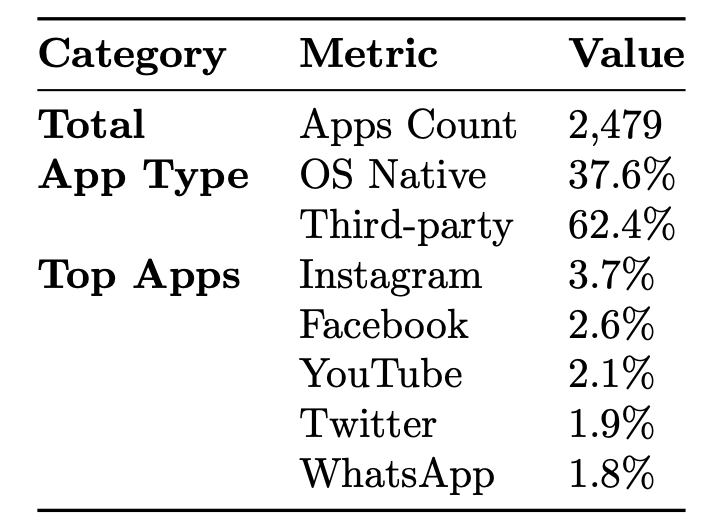 Category Metric Value
Total Apps Count 2,479
App Type OS Native 37.6%
Third-party 62.4%
Top Apps Instagram 3.7%
Facebook 2.6%
YouTube 2.1%
Twitter 1.9%
WhatsApp 1.8%